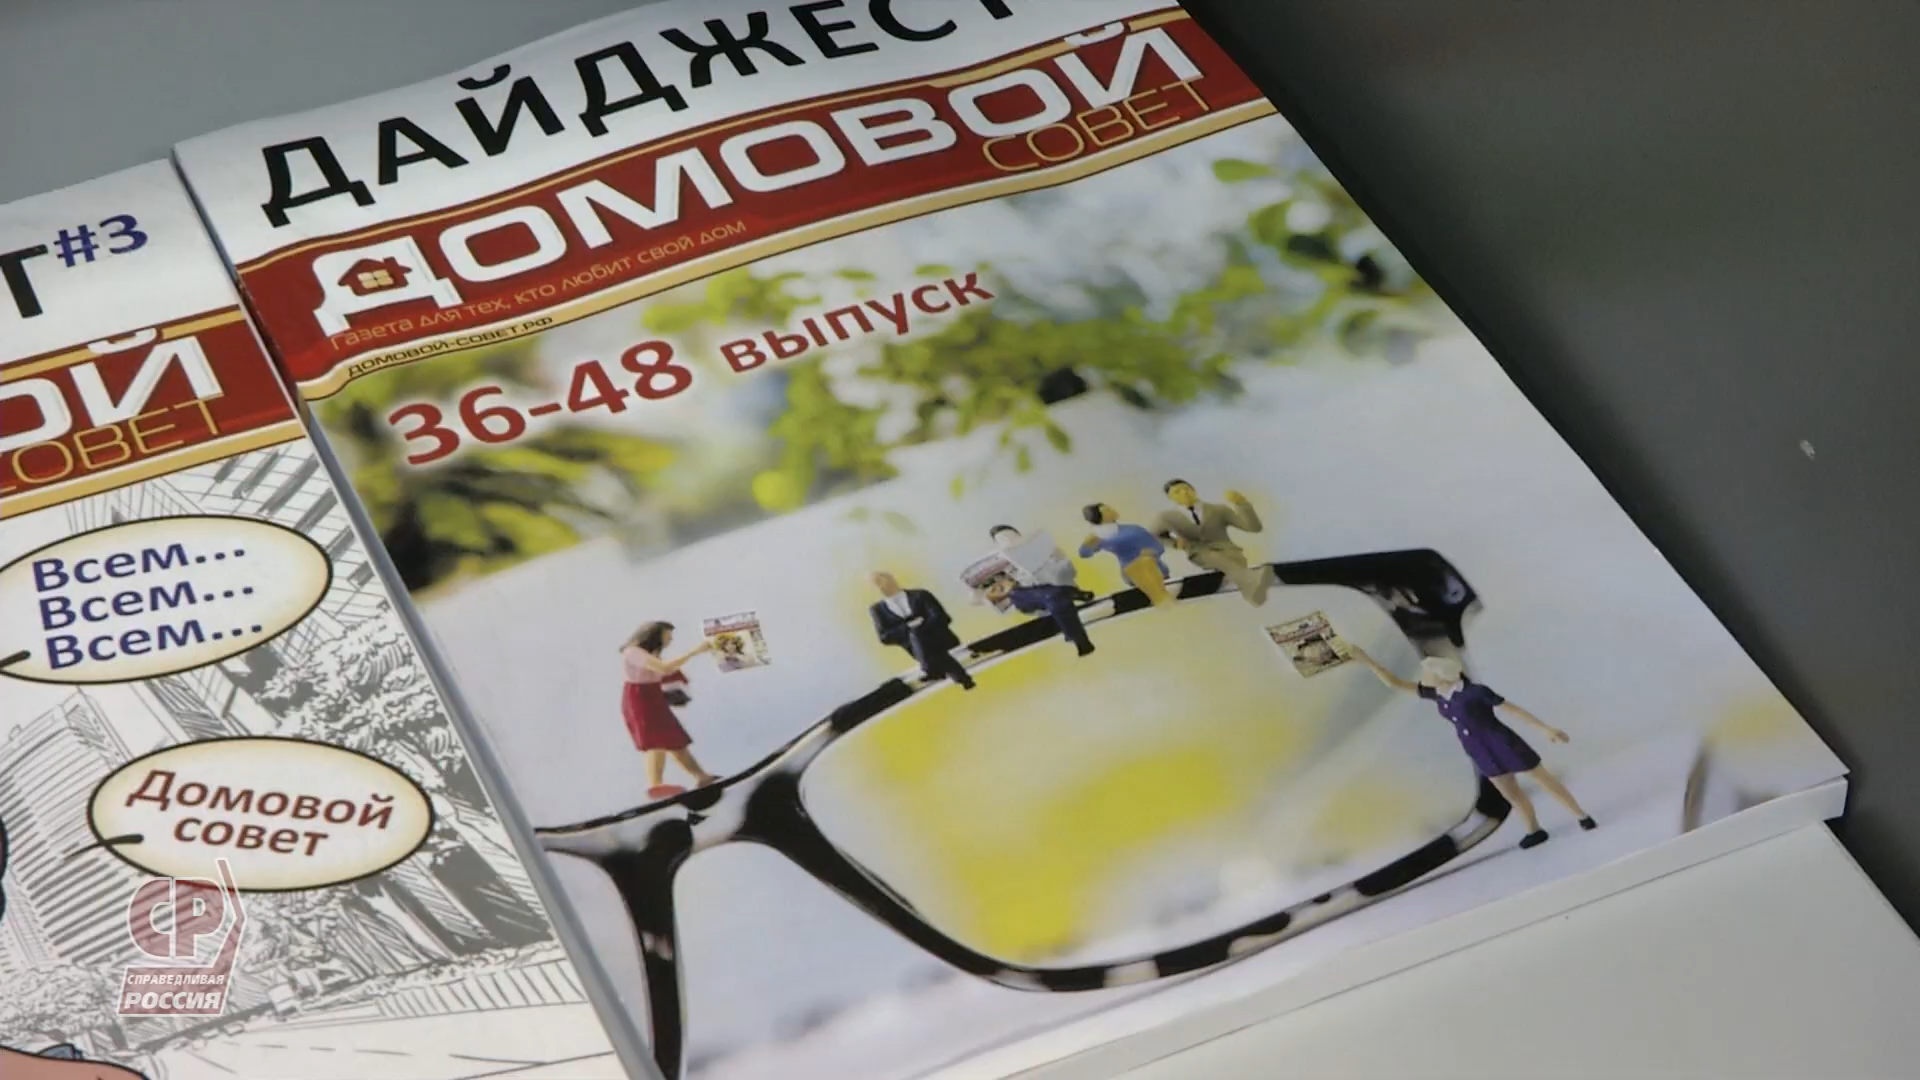 ДАЙДЖЕСТ
ДОМОВОЙ
СОВЕТ
газета для тех, кто любит свой дом
ДОМОВОЙ-СОВЕТ.РФ
36-48 выпуск
Т#3
ОЙ
СОВЕТ
Всем...
Всем...
Всем...
Домовой
совет
СР
СПРАВЕДЛИВАЯ
РОССИЯ